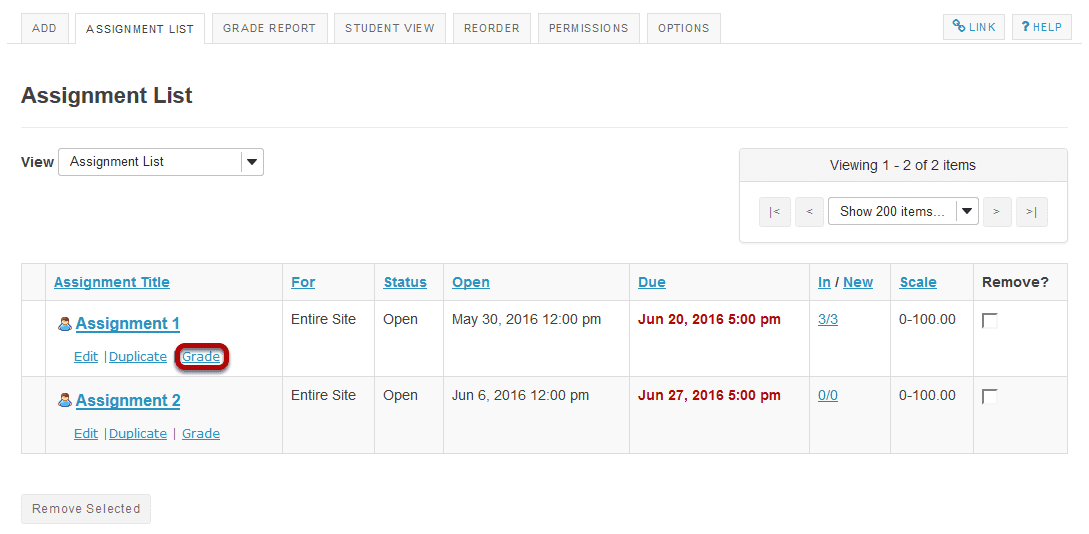 ADD ASSIGNMENT LIST GRADE REPORT STUDENT VIEW REORDER PERMISSIONS OPTIONS LINK ? HELP
Assignment List
View Assignment List
Viewing 1 - 2 of 2 items
|< < Show 200 items... > >|
Assignment Title For Status Open Due In / New Scale Remove?
Assignment 1 Entire Site Open May 30, 2016 12:00 pm Jun 20, 2016 5:00 pm 3/3 0-100.00
Edit | Duplicate | Grade
Assignment 2 Entire Site Open Jun 6, 2016 12:00 pm Jun 27, 2016 5:00 pm 0/0 0-100.00
Edit | Duplicate | Grade
Remove Selected